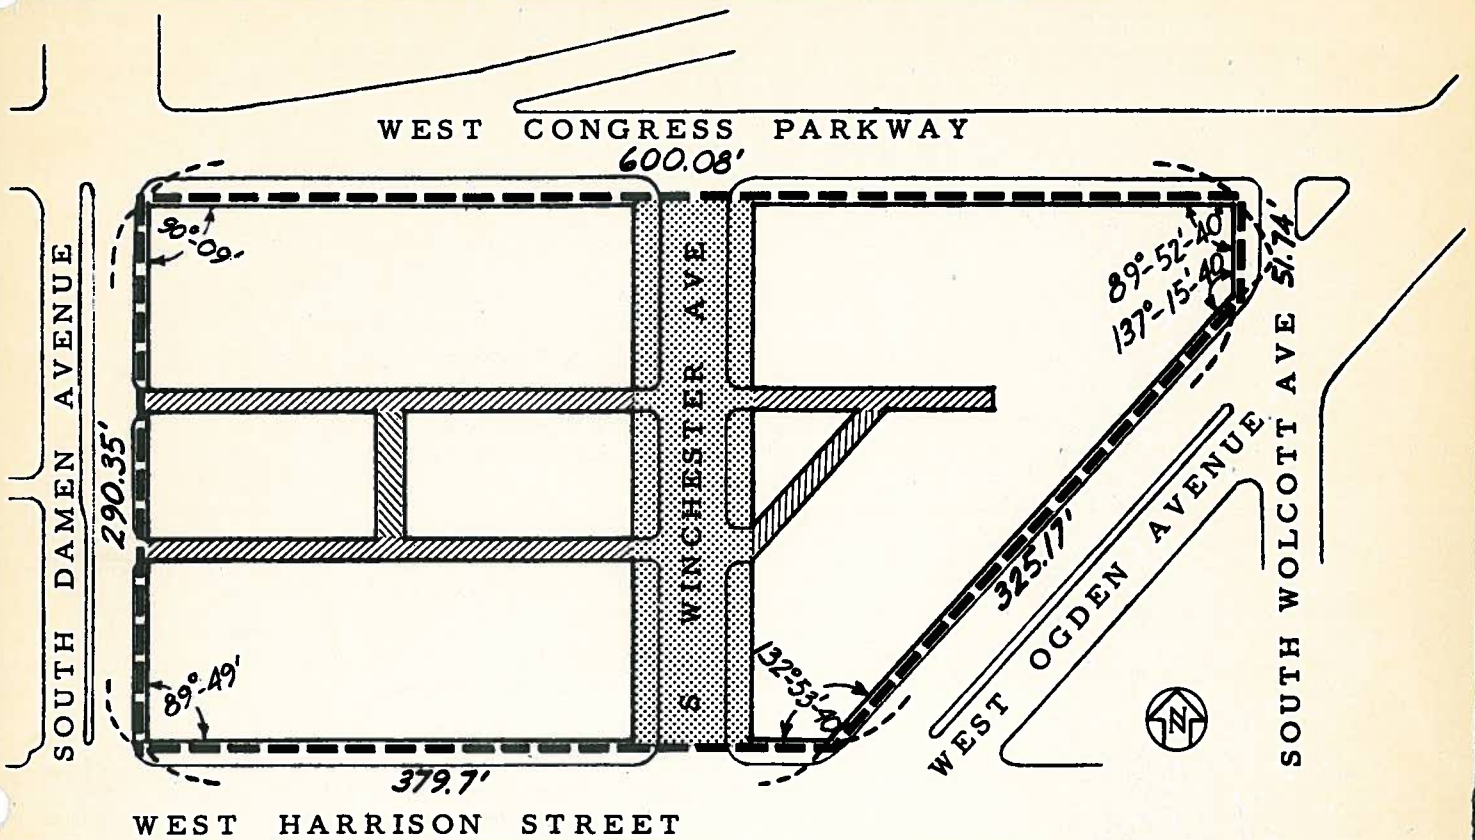 WEST CONGRESS PARKWAY
600.08'
90°-09'
89°-52'-40"
137°-15'-40"
51.74'
SOUTH DAMEN AVENUE
290.35'
S WINCHESTER AVE
325.17'
WEST OGDEN AVENUE
SOUTH WOLCOTT AVE
89°-49'
132°-53'-40"
N
379.7'
WEST HARRISON STREET